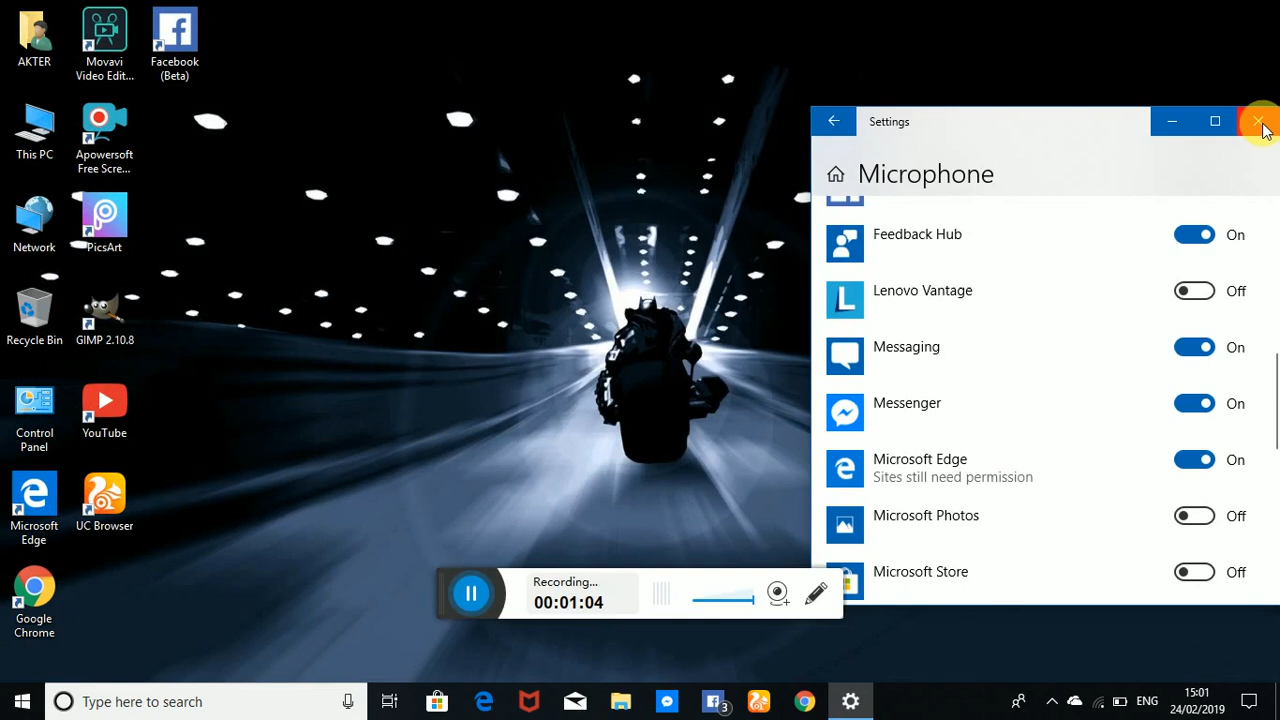 AKTER
Movavi
Video Edit...
Facebook
(Beta)
This PC
Apowersoft
Free Scre...
Network
PicsArt
Recycle Bin
GIMP 2.10.8
Control
Panel
YouTube
Microsoft
Edge
UC Browser
Google
Chrome
Settings
Microphone
Feedback Hub
On
Lenovo Vantage
Off
Messaging
On
Messenger
On
Microsoft Edge
Sites still need permission
On
Microsoft Photos
Off
Microsoft Store
Off
Recording...
00:01:04
Type here to search
3
ENG
15:01
24/02/2019